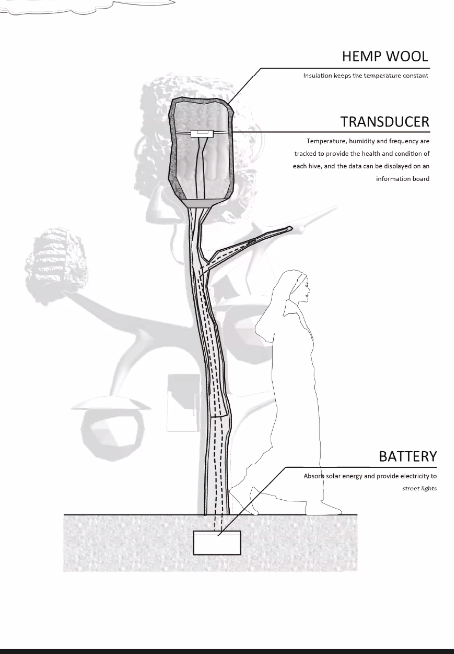 HEMP WOOL
Insulation keeps the temperature constant
TRANSDUCER
Temperature, humidity and frequency are
tracked to provide the health and condition of
each hive, and the data can be displayed on an
information board
BATTERY
Absorb solar energy and provide electricity to
street lights